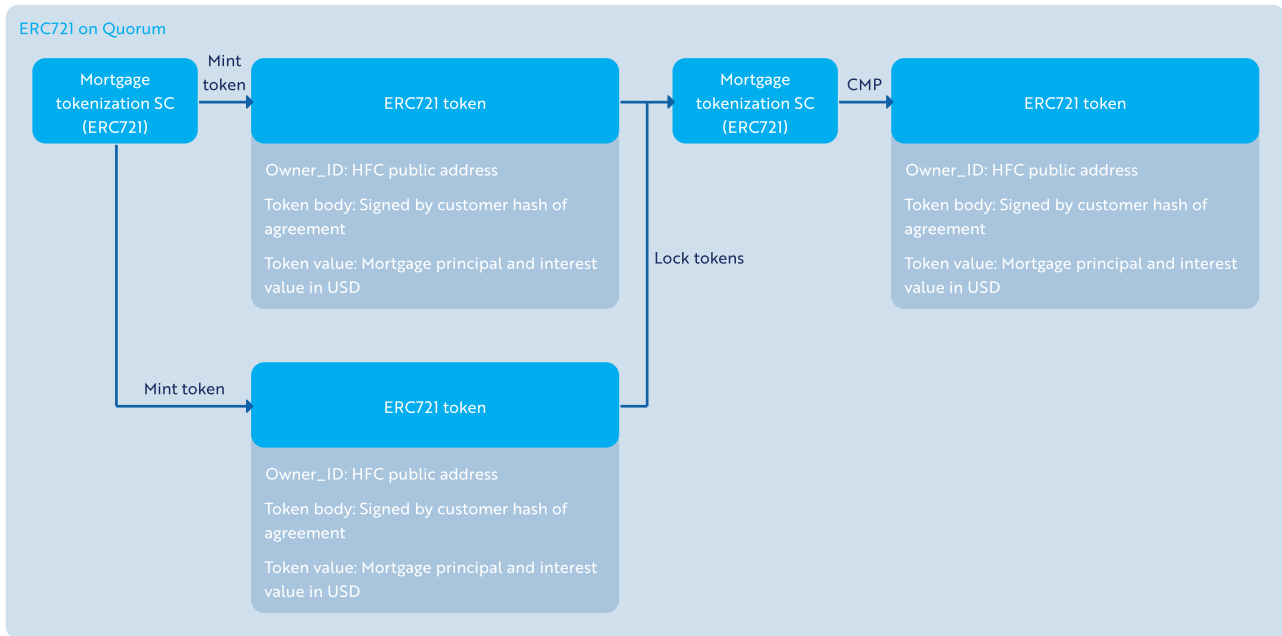 ERC721 on Quorum
Mortgage
tokenization SC
(ERC721)
Mint
token
ERC721 token
Owner_ID: HFC public address
Token body: Signed by customer hash of
agreement
Token value: Mortgage principal and interest
value in USD
Mortgage
tokenization SC
(ERC721)
CMP
ERC721 token
Owner_ID: HFC public address
Token body: Signed by customer hash of
agreement
Token value: Mortgage principal and interest
value in USD
Lock tokens
Mint token
ERC721 token
Owner_ID: HFC public address
Token body: Signed by customer hash of
agreement
Token value: Mortgage principal and interest
value in USD